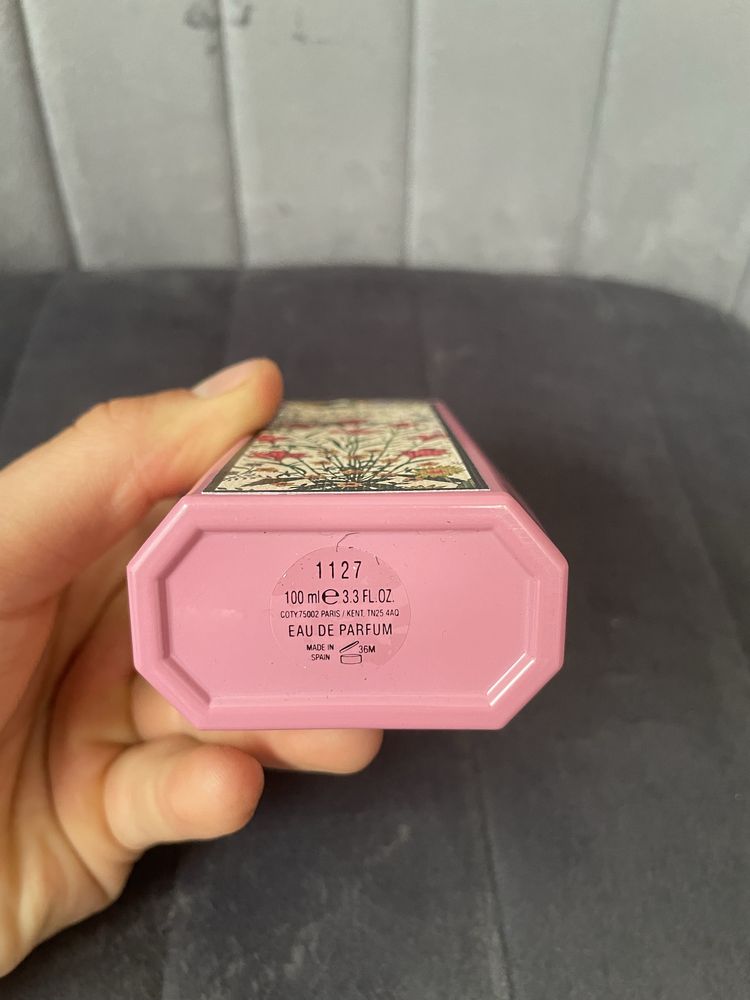 1127
100 ml ℮ 3.3 FL.OZ.
COTY 75002 PARIS / KENT, TN25 4AQ
EAU DE PARFUM
MADE IN
SPAIN
36M